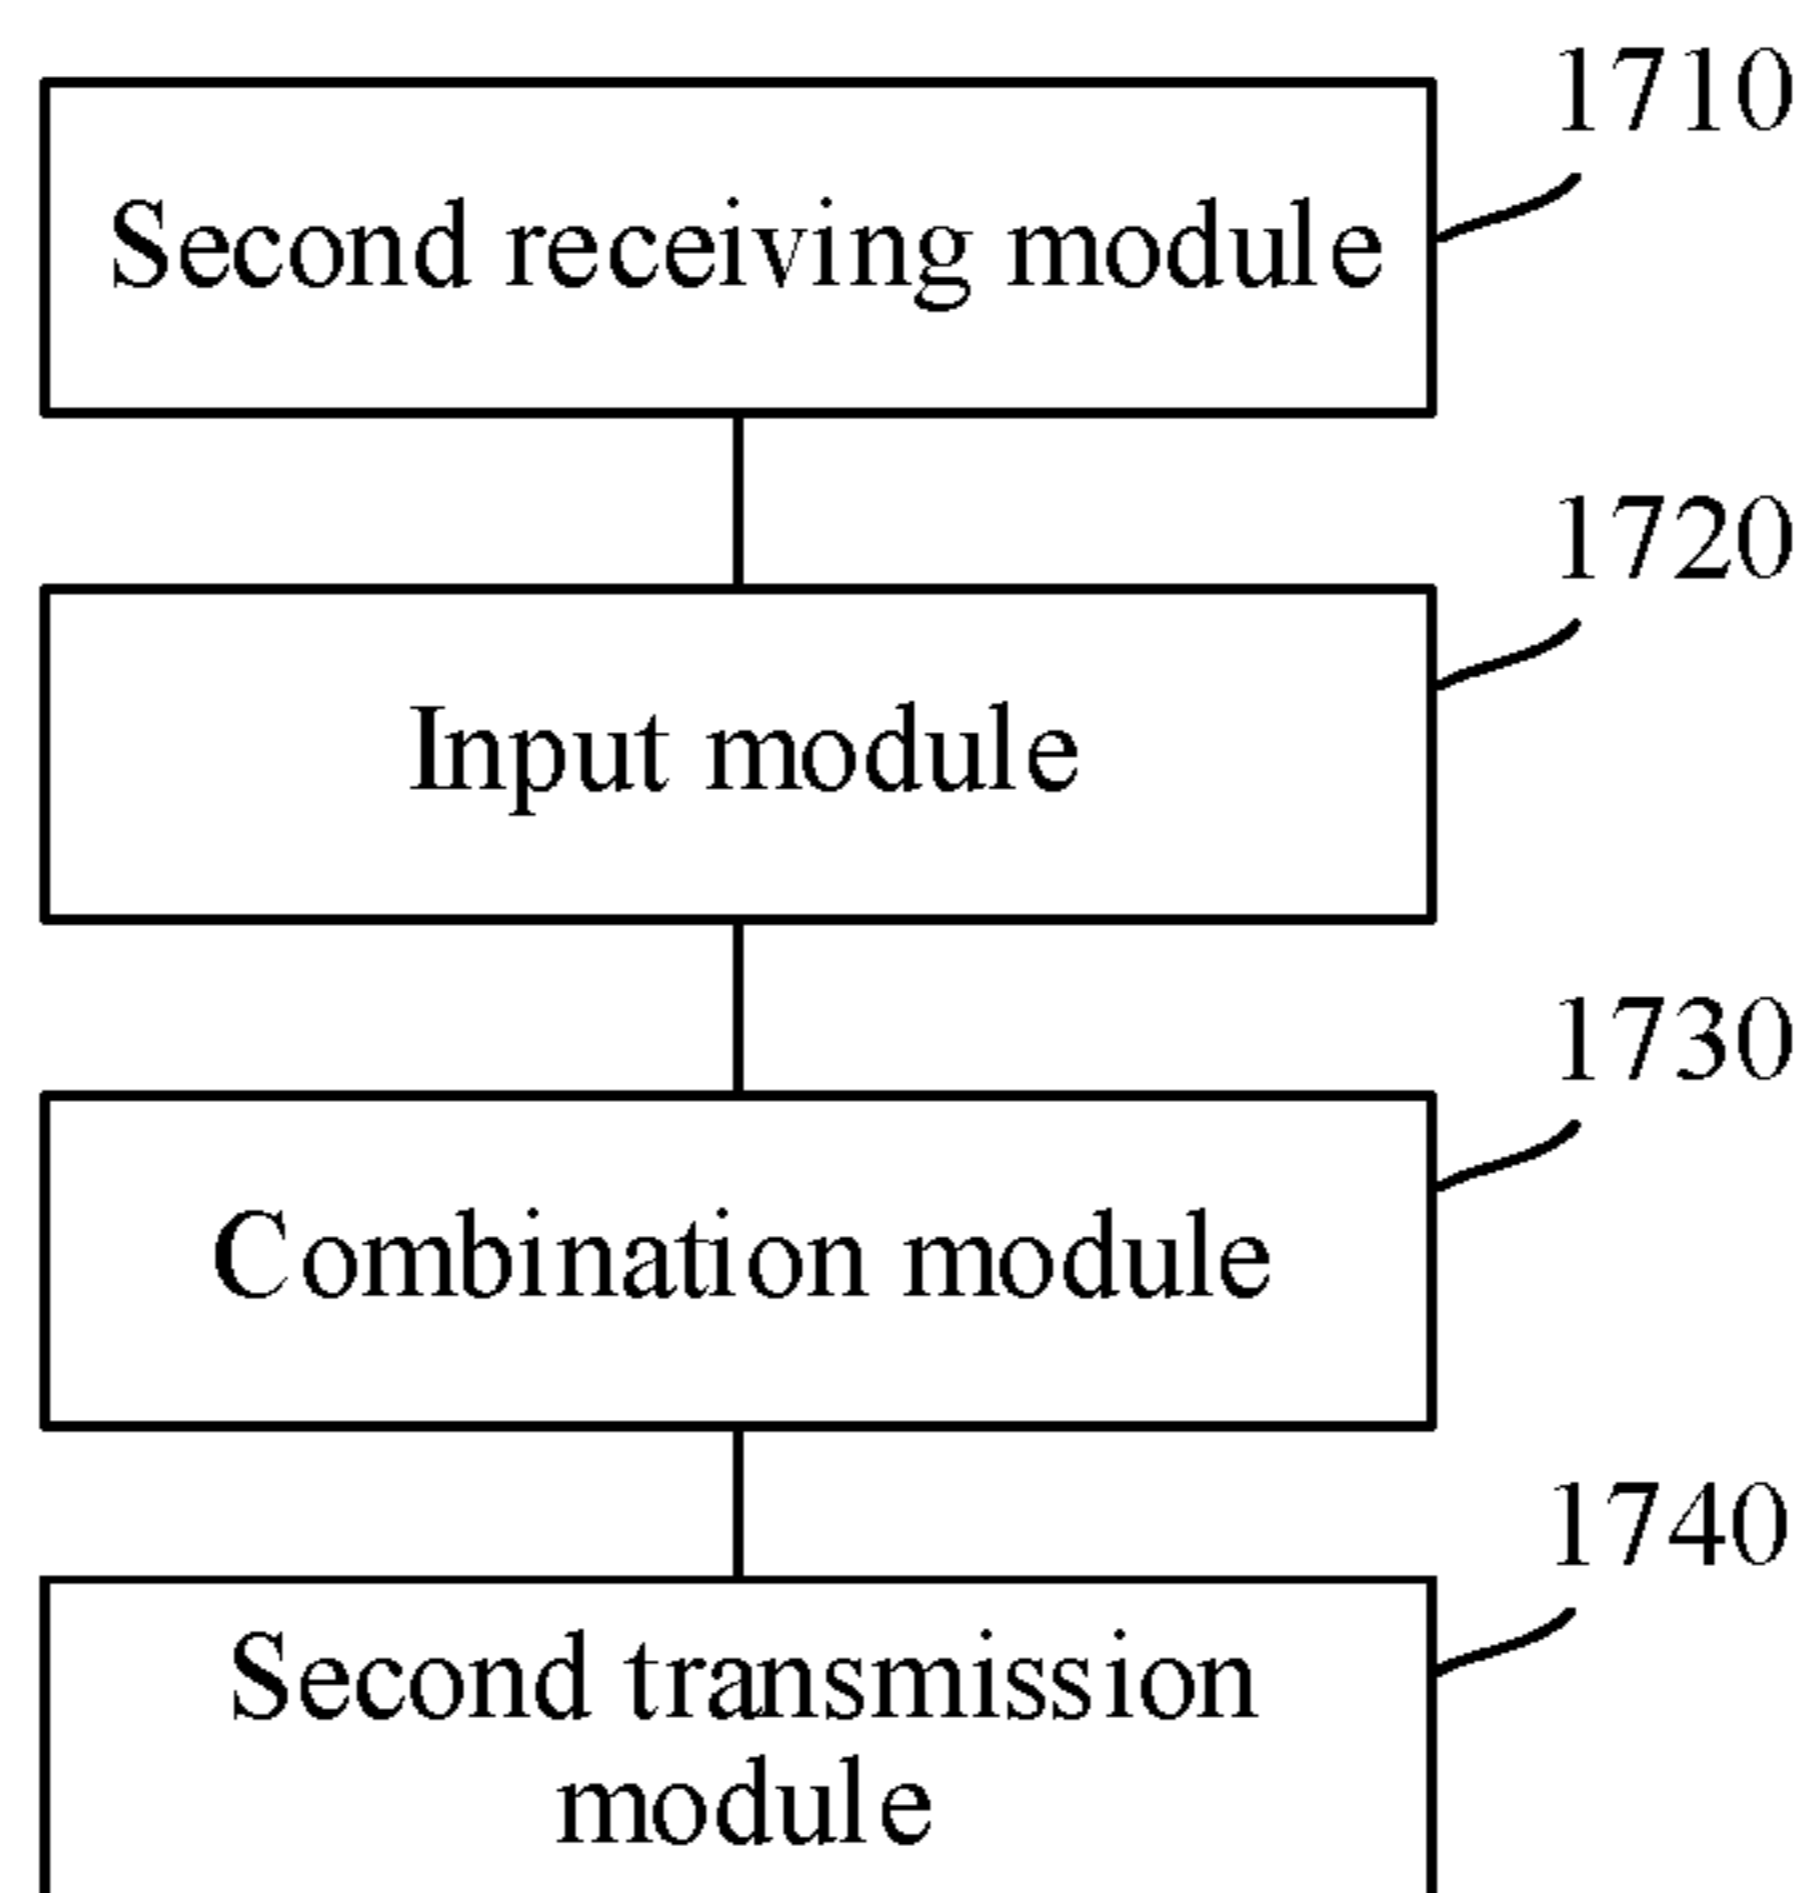 1710
Second receiving module
1720
Input module
1730
Combination module
1740
Second transmission
module